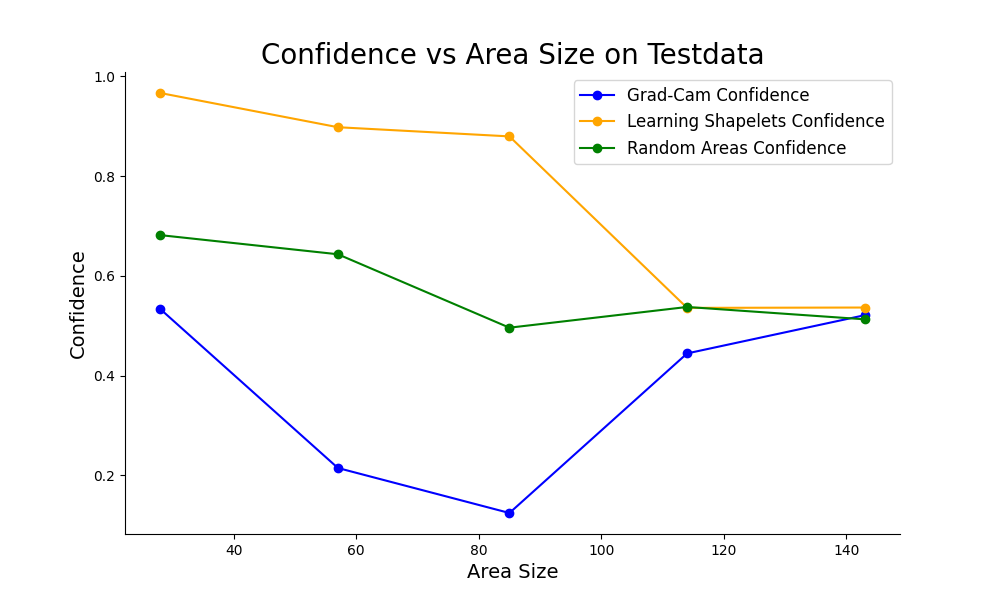 Confidence vs Area Size on Testdata
Grad-Cam Confidence
Learning Shapelets Confidence
Random Areas Confidence
Confidence
1.0
0.8
0.6
0.4
0.2
40 60 80 100 120 140
Area Size